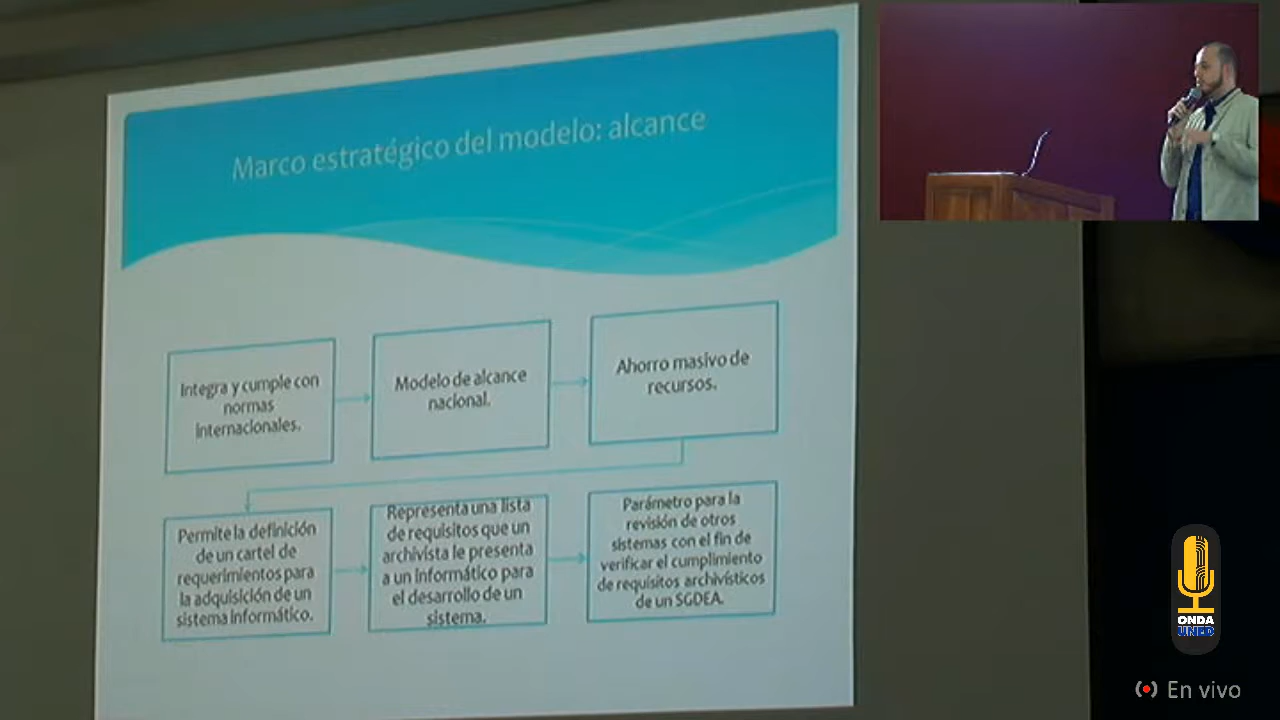 Marco estratégico del modelo: alcance
Integra y cumple con
normas
internacionales.
Modelo de alcance
nacional.
Ahorro masivo de
recursos.
Permite la definición
de un cartel de
requerimientos para
la adquisición de un
sistema informático.
Representa una lista
de requisitos que un
archivista le presenta
a un informático para
el desarrollo de un
sistema.
Parámetro para la
revisión de otros
sistemas con el fin de
verificar el cumplimiento
de requisitos archivísticos
de un SGDEA.
ONDA
UNED
En vivo